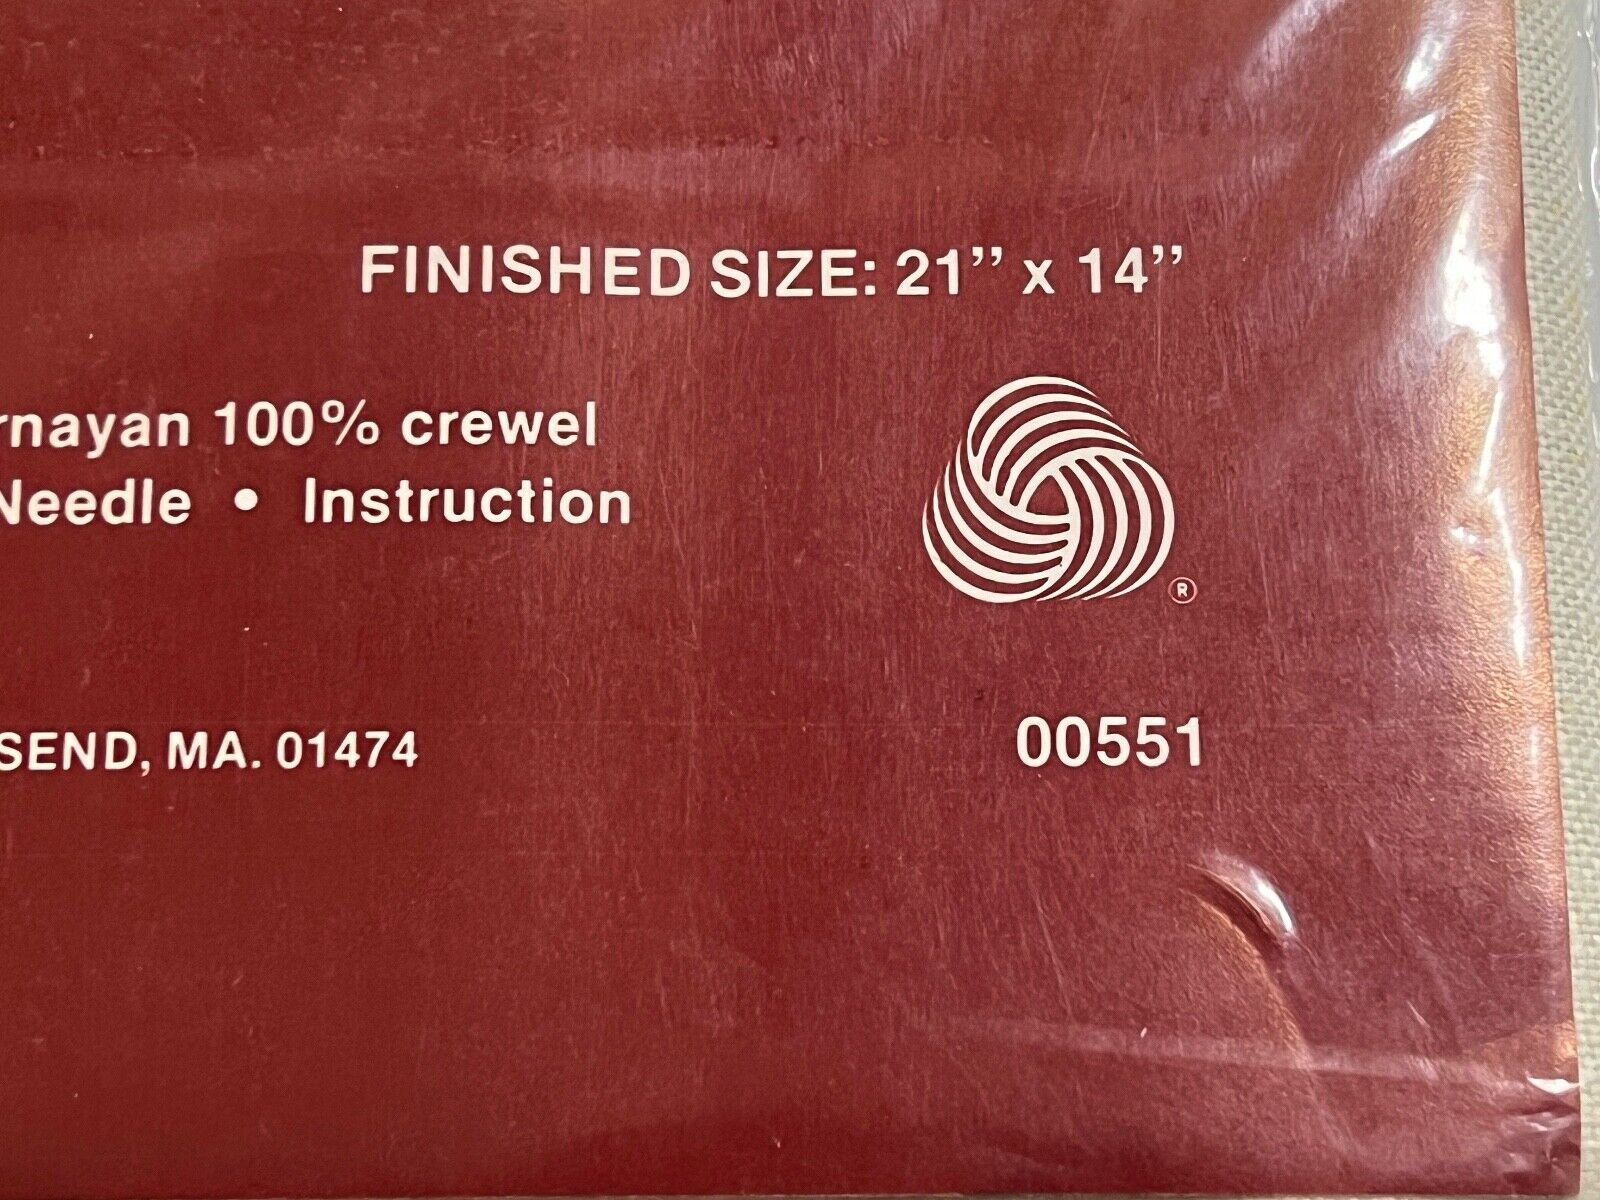 FINISHED SIZE: 21” x 14”
rnayan 100% crewel
Needle • Instruction
®
SEND, MA. 01474
00551